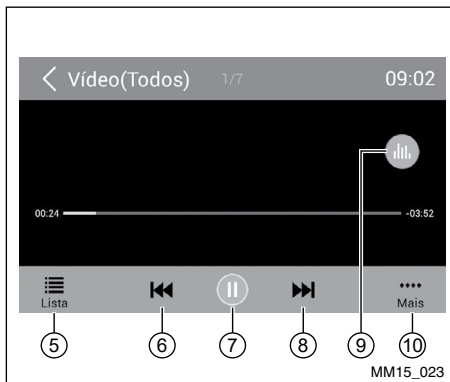 Vídeo(Todos) 1/7 09:02
00:24 -03:52
Lista Mais
5 6 7 8 9 10
MM15_023